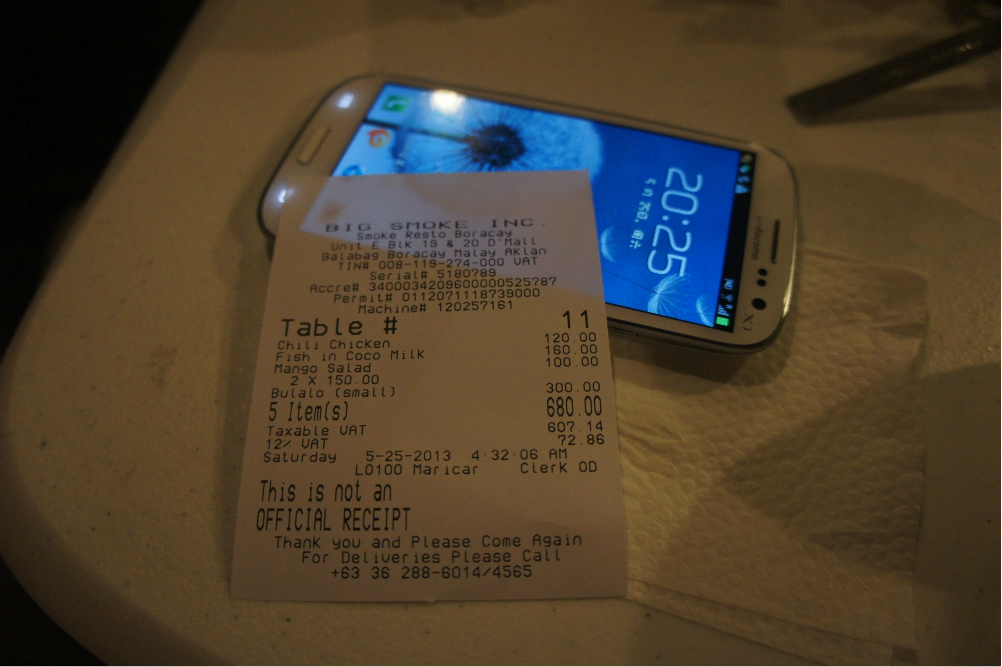 BIG SMOKE INC.
Smoke Resto Boracay
Unit E Blk 19 & 20 D'Mall
Balabag Boracay Malay Aklan
TIN# 008-119-274-000 VAT
Serial# 5180789
Accre# 3400034209600000525787
Permit# 0112071118739000
Machine# 120257161
Table # 11
Chili Chicken 120.00
Fish in Coco Milk 160.00
Mango Salad 100.00
2 X 150.00
Bulalo (small) 300.00
5 Item(s) 680.00
Taxable VAT 607.14
12% VAT 72.86
Saturday 5-25-2013 4:32:06 AM
L0100 Maricar Clerk 0D
This is not an
OFFICIAL RECEIPT
Thank you and Please Come Again
For Deliveries Please Call
+63 36 288-6014/4565
20:25
docomo